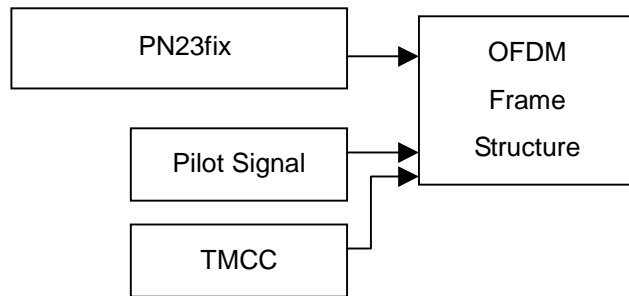 PN23fix
OFDM
Frame
Structure
Pilot Signal
TMCC